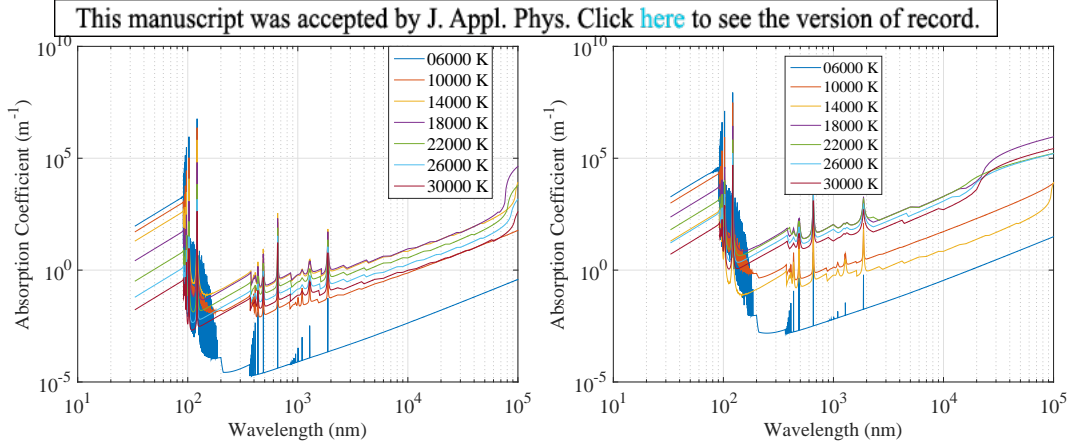 This manuscript was accepted by J. Appl. Phys. Click here to see the version of record.
10^10
10^5
10^0
10^-5
Absorption Coefficient (m^-1)
06000 K
10000 K
14000 K
18000 K
22000 K
26000 K
30000 K
10^1 10^2 10^3 10^4 10^5
Wavelength (nm)
10^10
10^5
10^0
10^-5
Absorption Coefficient (m^-1)
06000 K
10000 K
14000 K
18000 K
22000 K
26000 K
30000 K
10^1 10^2 10^3 10^4 10^5
Wavelength (nm)